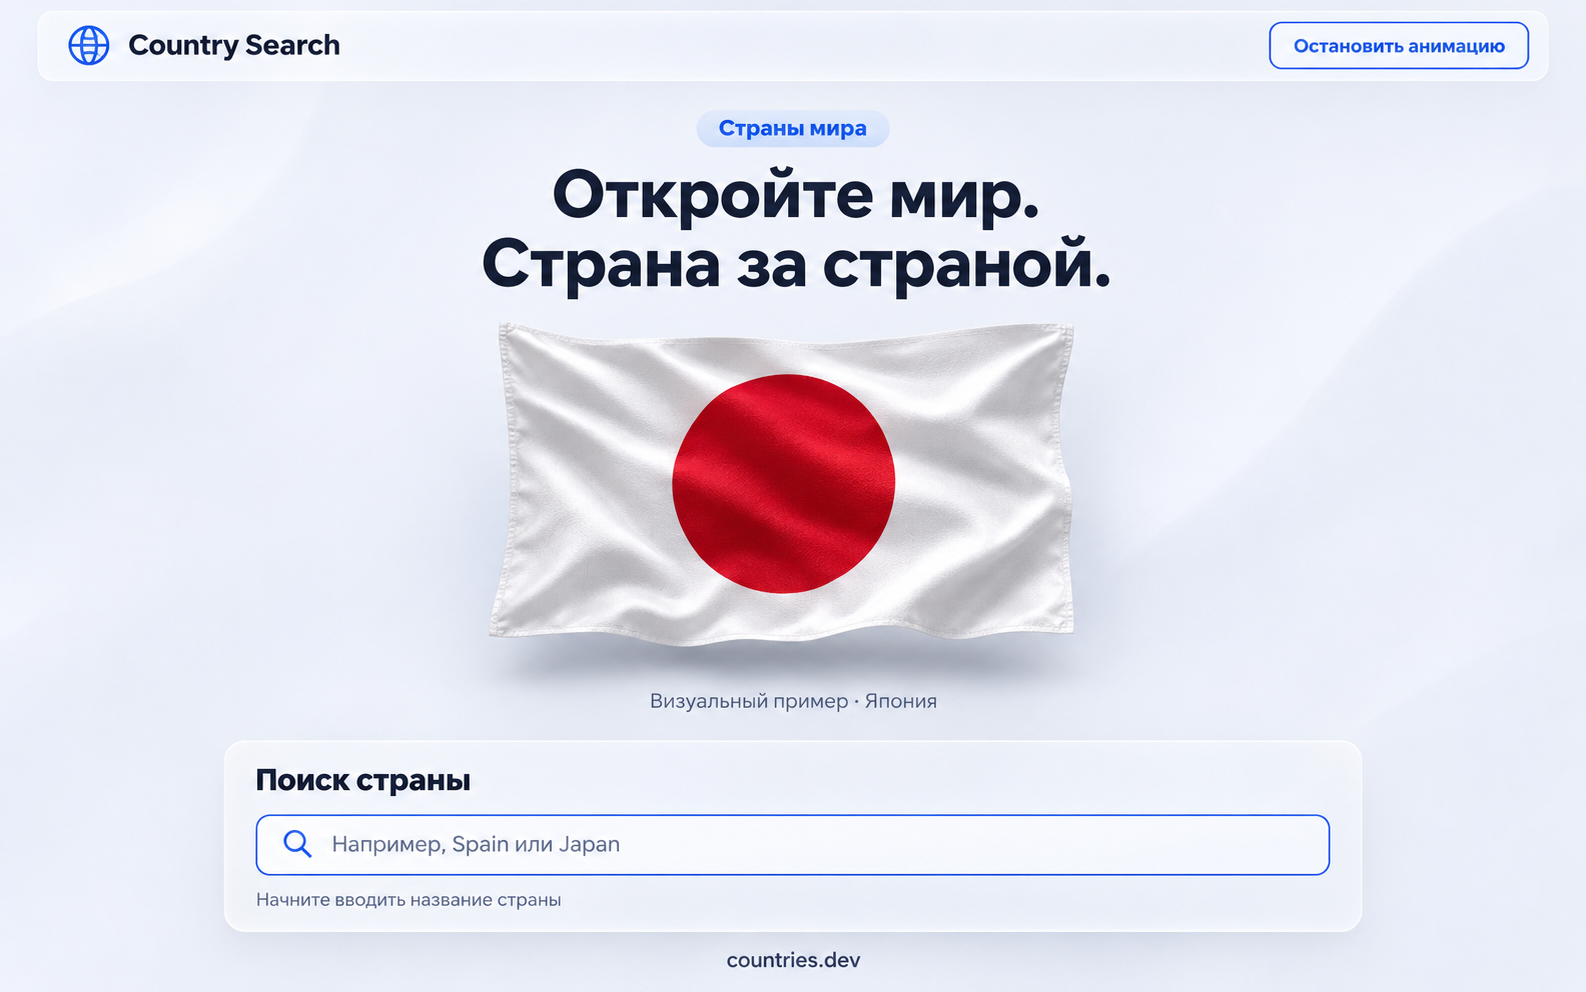 Country Search
Остановить анимацию
Страны мира
Откройте мир.
Страна за страной.
Визуальный пример • Япония
Поиск страны
Например, Spain или Japan
Начните вводить название страны
countries.dev